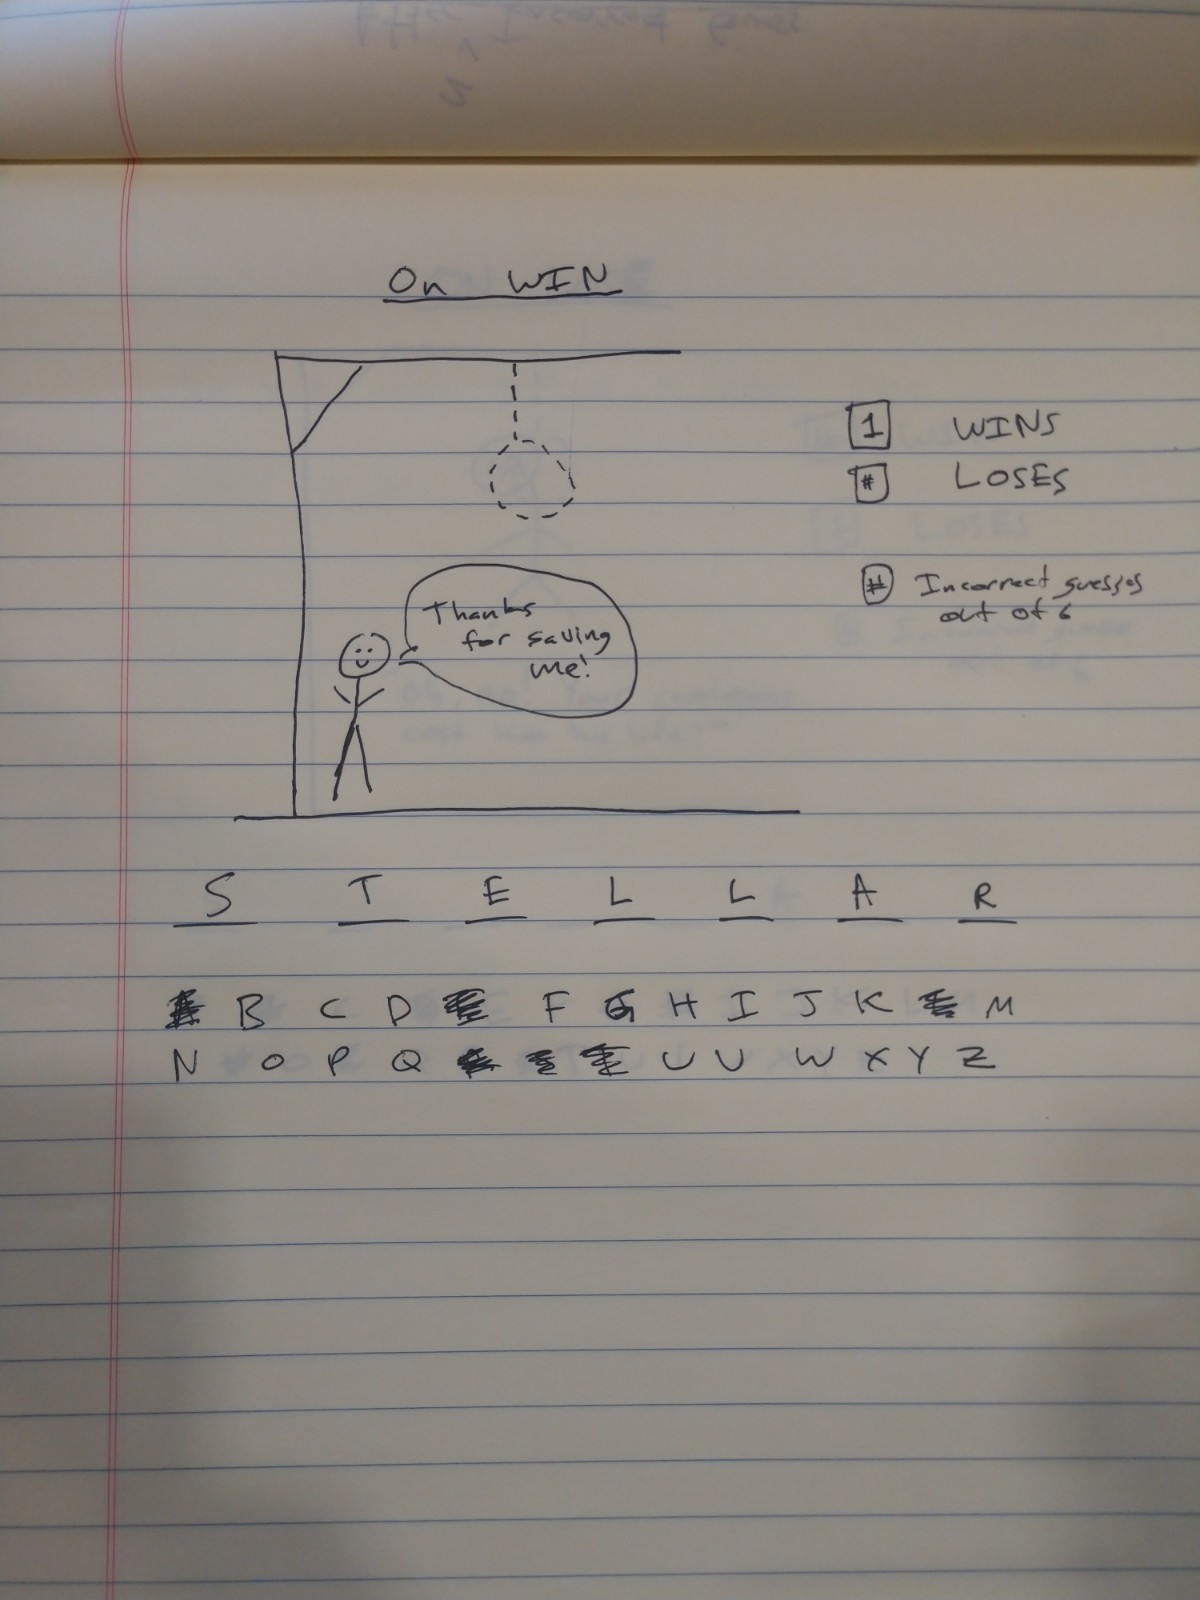 On WIN
1 WINS
# LOSES
# Incorrect guesses
out of 6
Thanks
for saving
me!
S T E L L A R
B C D F G H I J K M
N O P Q U U W X Y Z